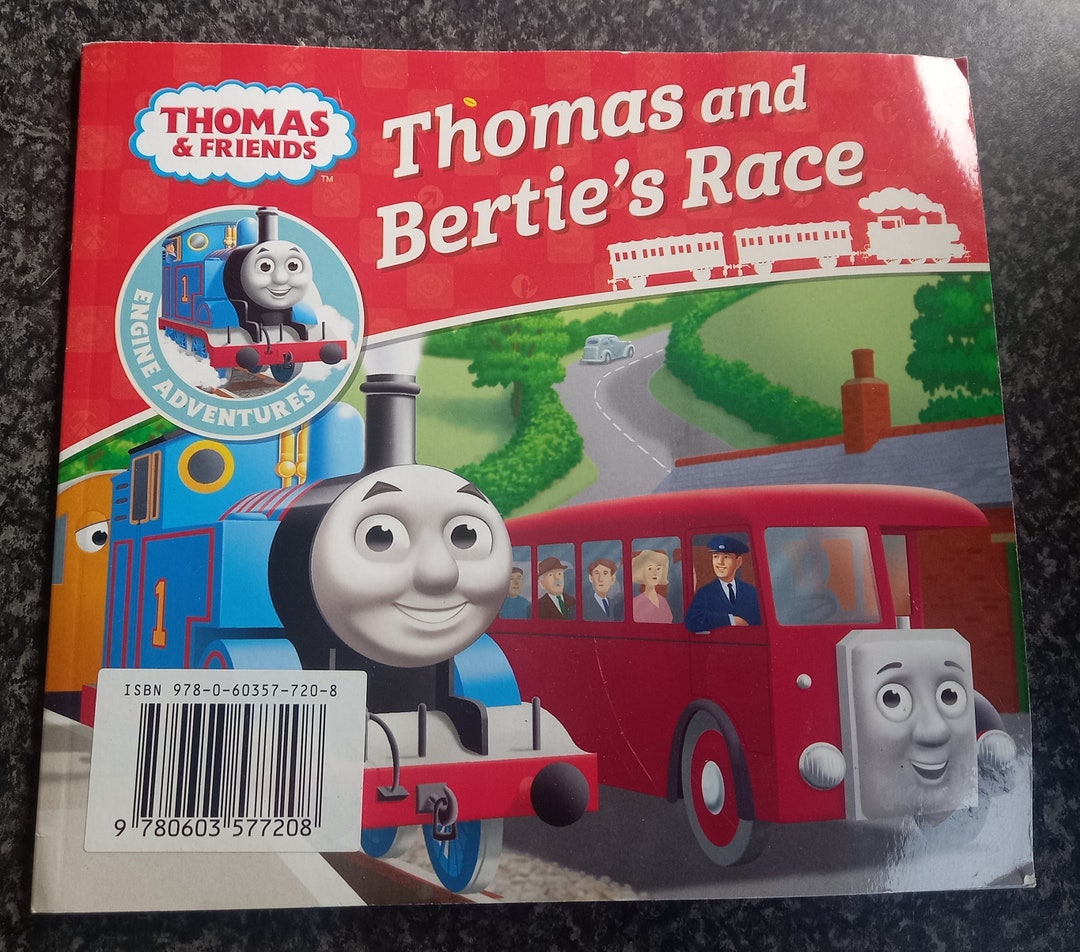 THOMAS
& FRIENDS
TM
Thomas and
Bertie's Race
ENGINE ADVENTURES
1
1
ISBN 978-0-60357-720-8
9 780603 577208